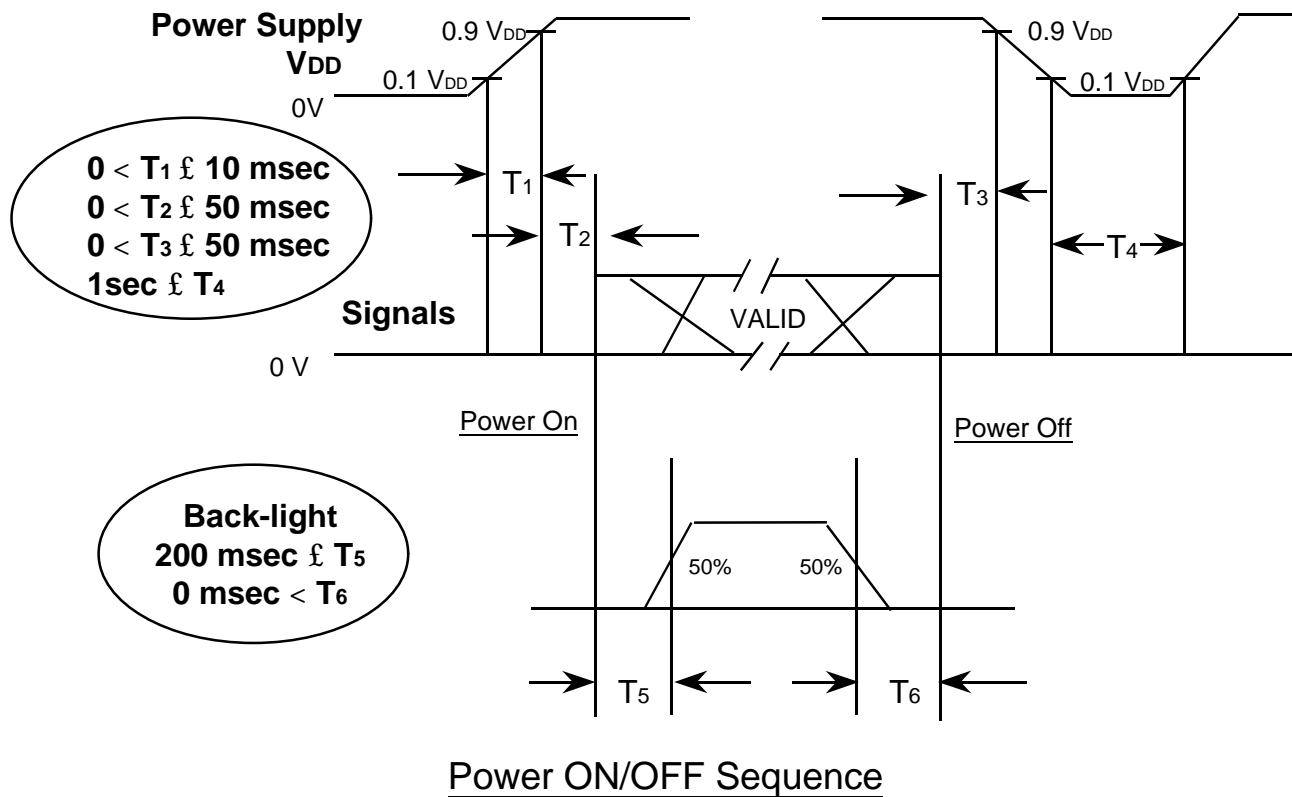 Power Supply
VDD
0.9 VDD
0.1 VDD
0V
0.9 VDD
0.1 VDD
0 < T1 £ 10 msec
0 < T2 £ 50 msec
0 < T3 £ 50 msec
1sec £ T4
T1
T2
T3
T4
Signals
VALID
0 V
Power On
Power Off
Back-light
200 msec £ T5
0 msec < T6
50%
50%
T5
T6
Power ON/OFF Sequence